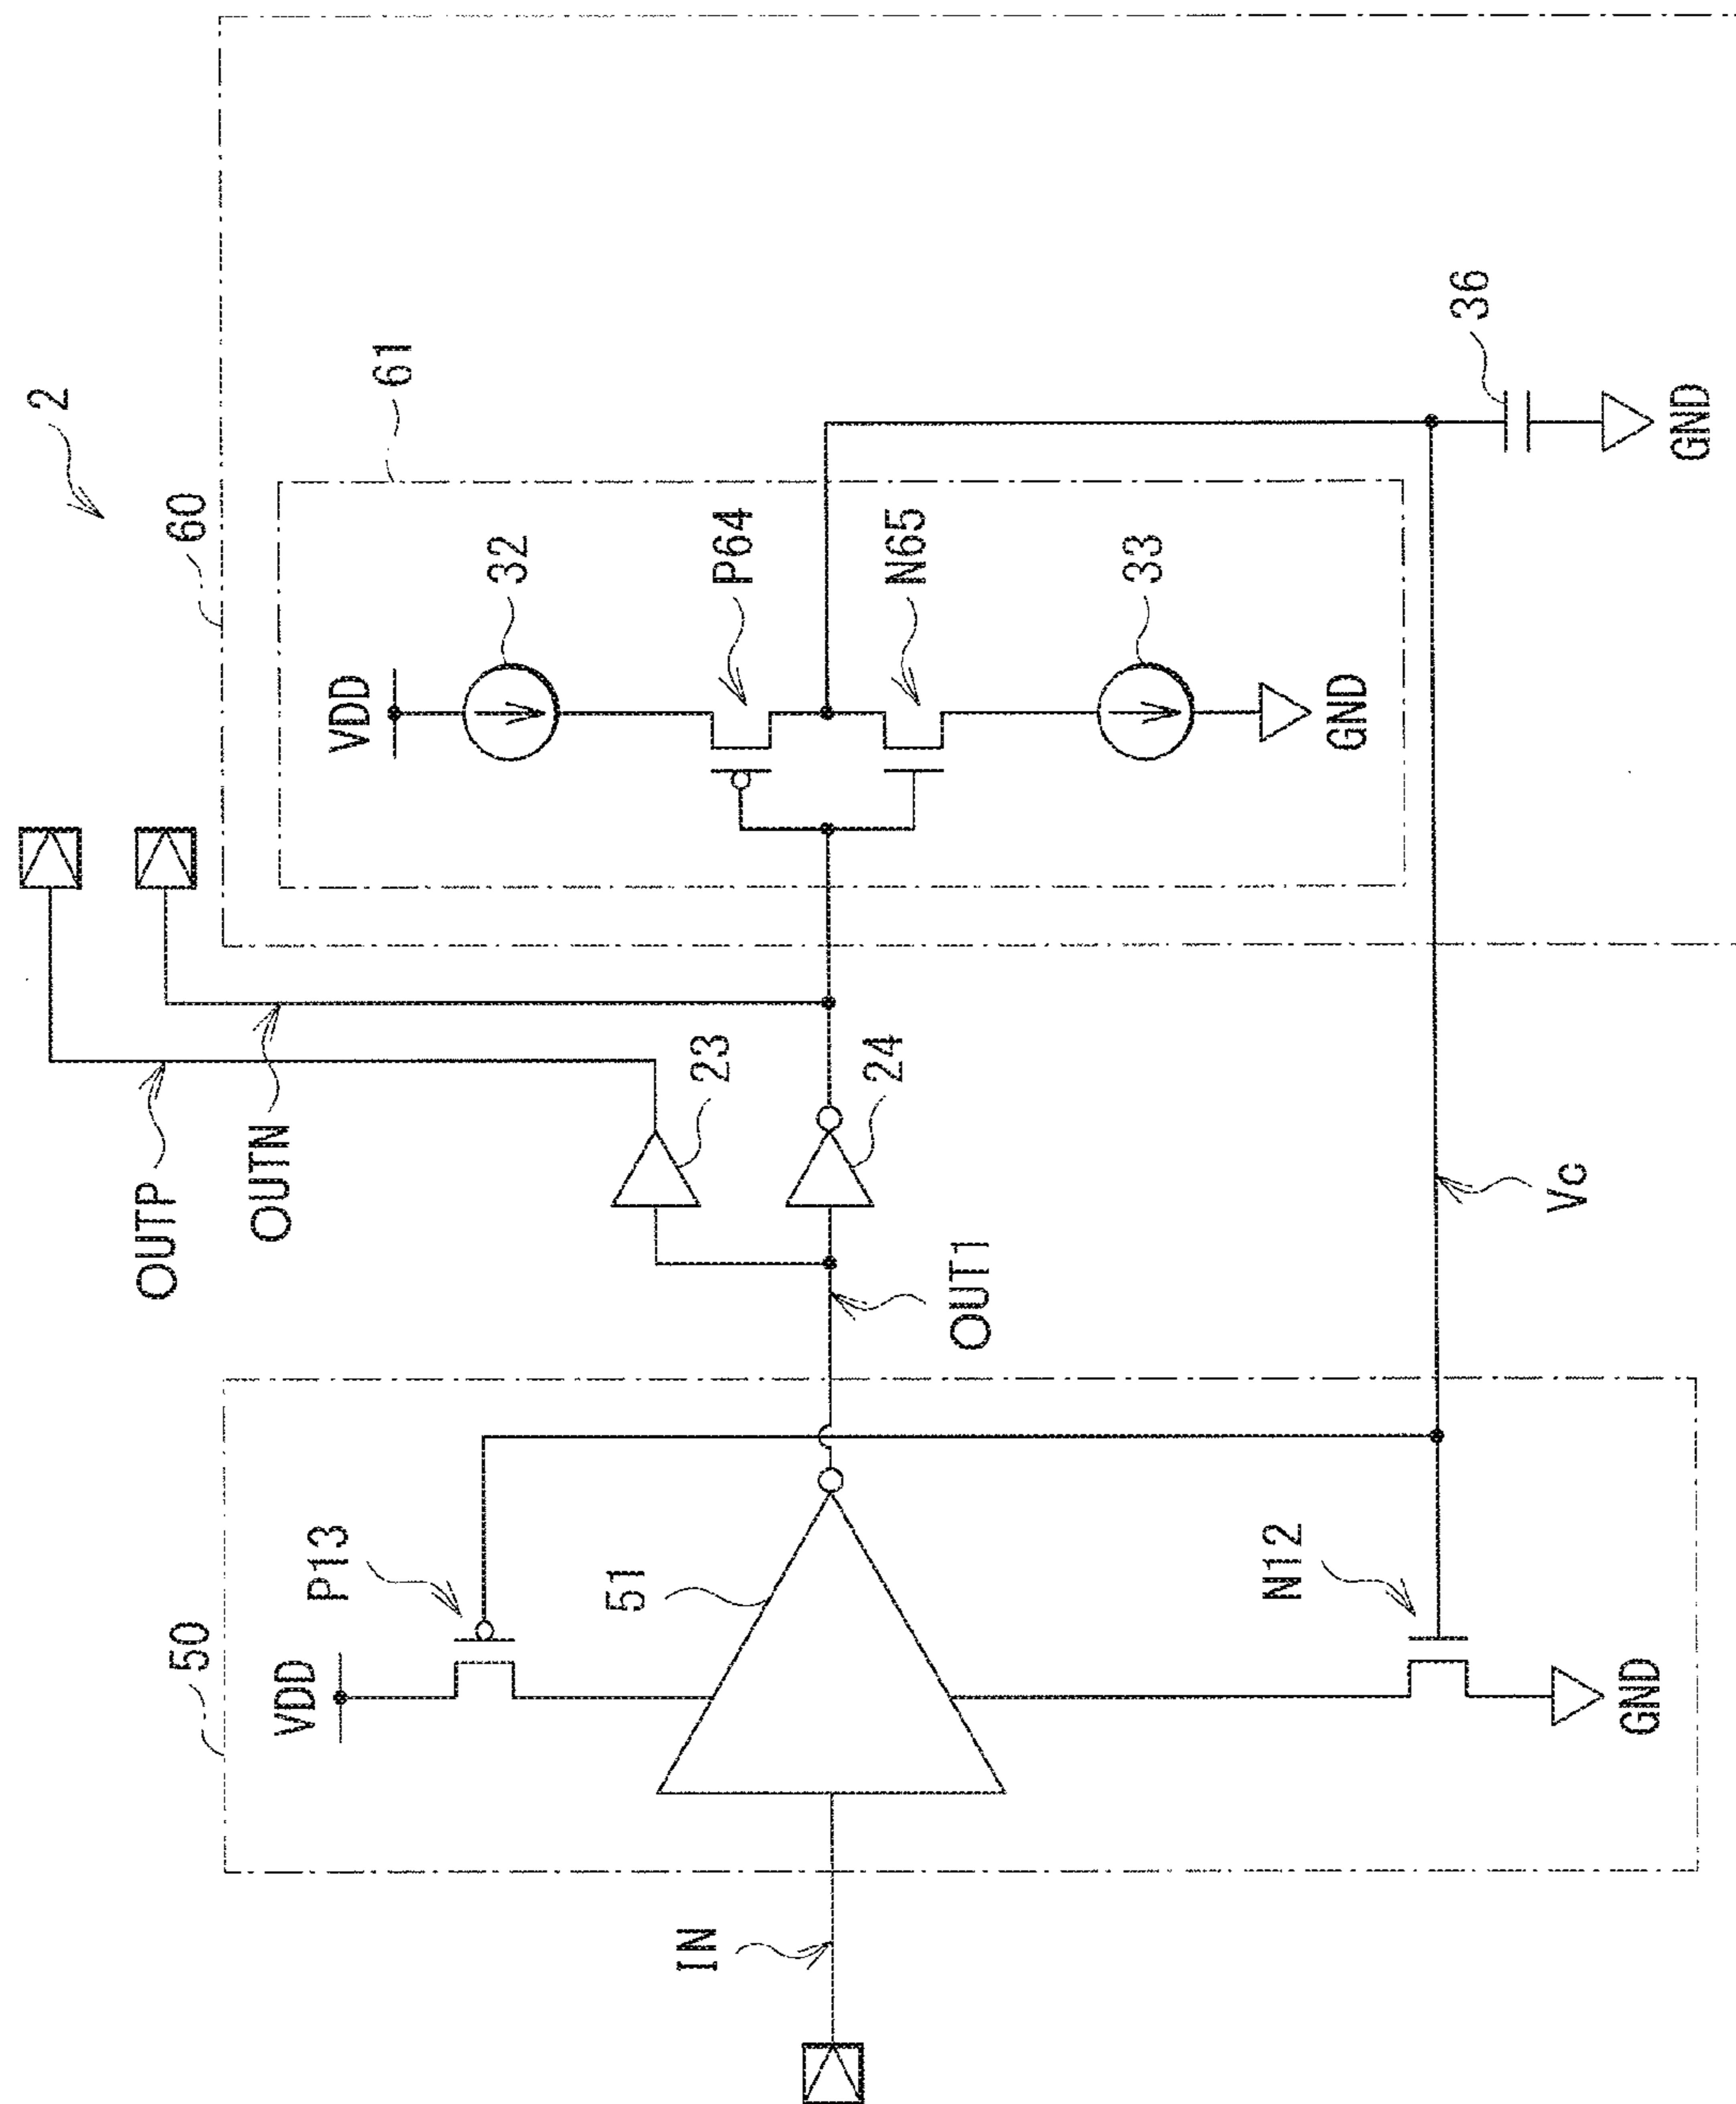 2
60
61
VDD
32
P64
N65
33
GND
36
GND
OUTP
OUTN
23
24
OUT1
Vc
50
VDD
P13
51
N12
GND
IN